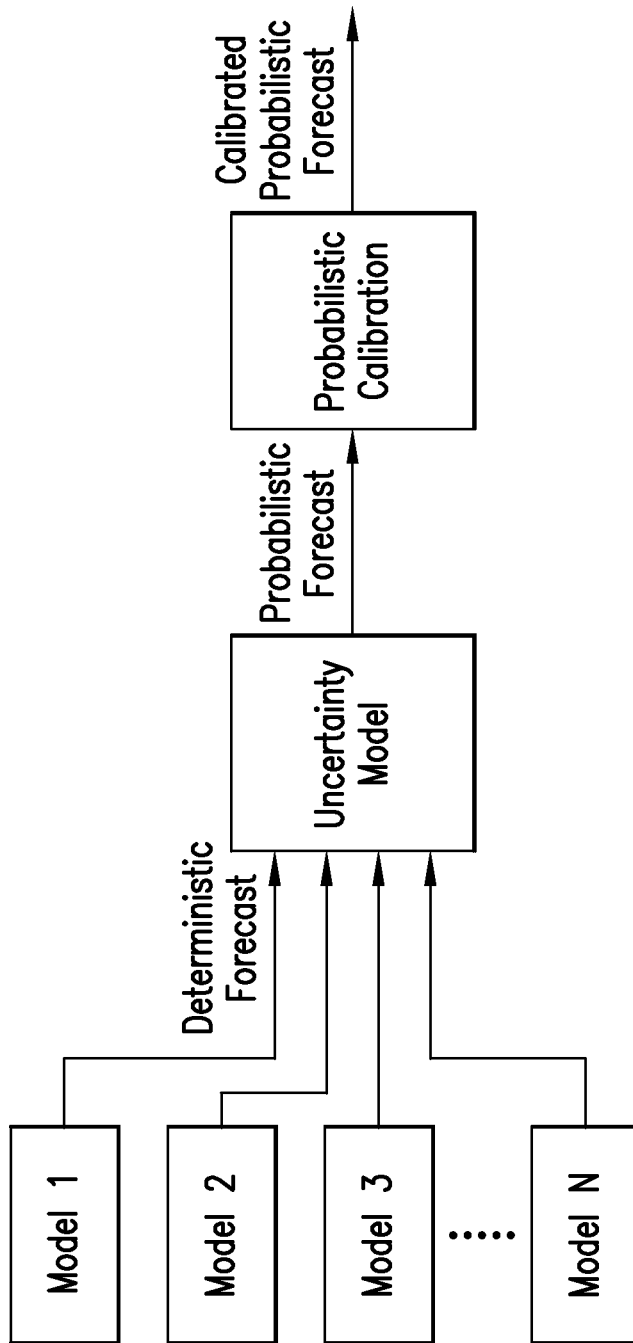 Model 1
Model 2
Model 3
.....
Model N
Deterministic
Forecast
Uncertainty
Model
Probabilistic
Forecast
Probabilistic
Calibration
Calibrated
Probabilistic
Forecast